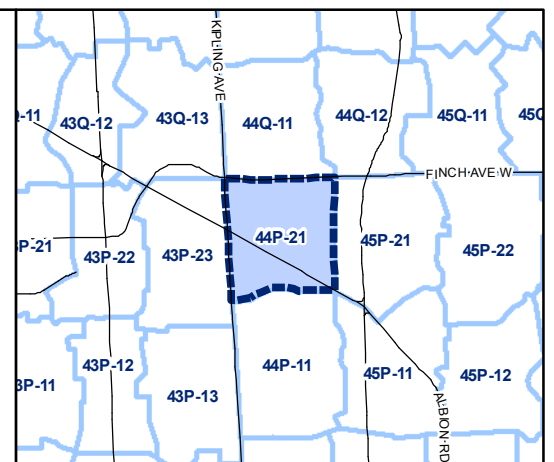 KIPLING AVE
43Q-12
43Q-13
44Q-11
44Q-12
45Q-11
FINCH AVE W
43P-22
43P-23
44P-21
45P-21
45P-22
43P-12
43P-13
44P-11
45P-11
45P-12
ALBION RD